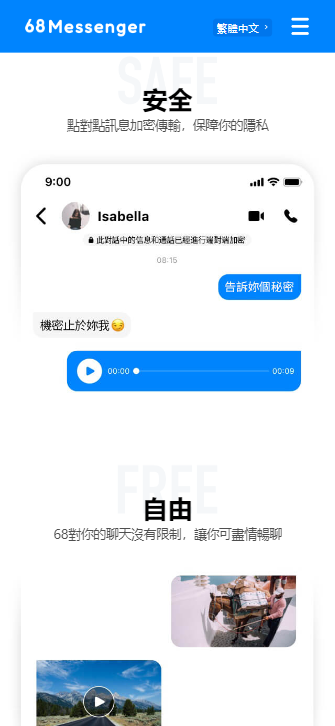 68 Messenger
繁體中文
SAFE
安全
點對點訊息加密傳輸，保障你的隱私
9:00
Isabella
此對話中的信息和通話已經進行端對端加密
08:15
告訴妳個秘密
機密止於妳我😏
00:00
00:09
FREE
自由
68對你的聊天沒有限制，讓你可盡情暢聊